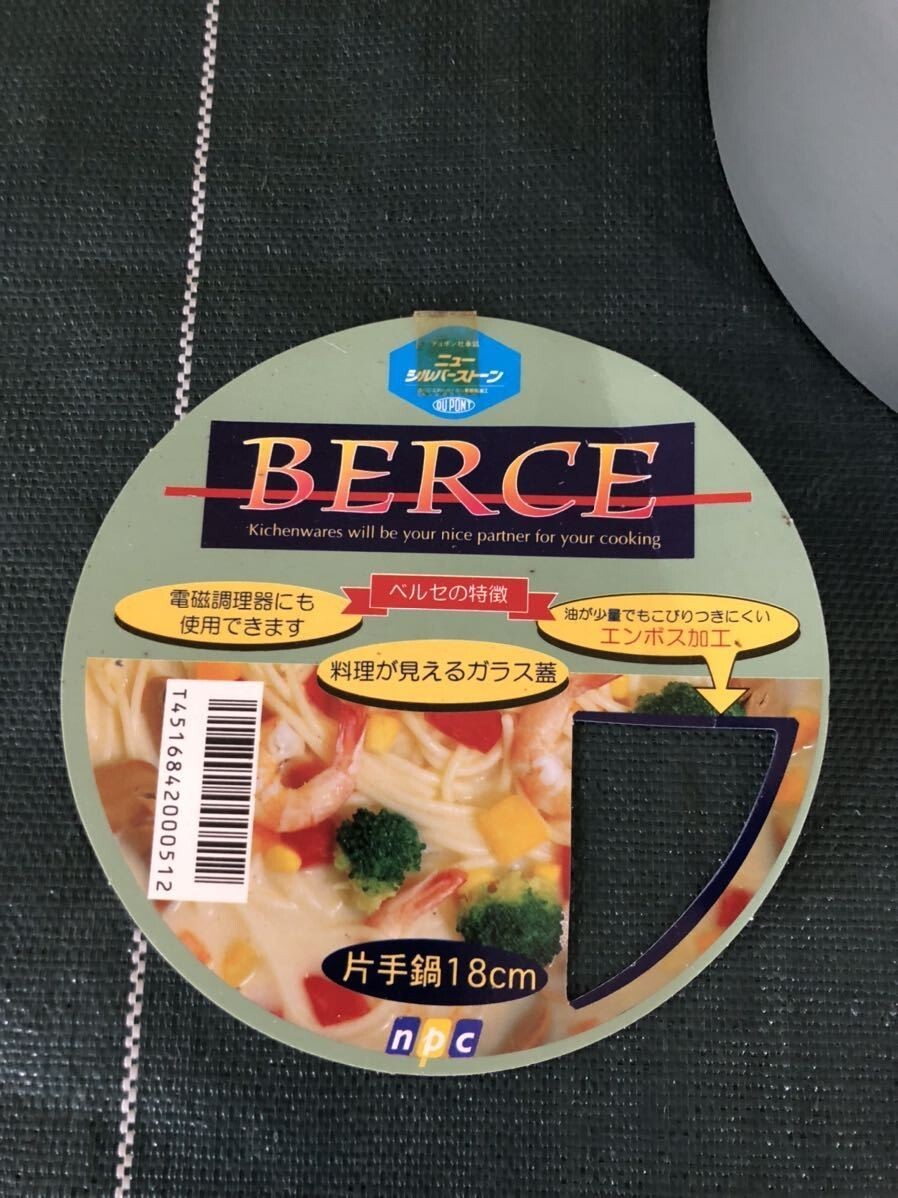 デュポン社承認
ニュー
シルバーストーン
DU PONT
BERCE
Kichenwares will be your nice partner for your cooking
ベルセの特徴
電磁調理器にも
使用できます
油が少量でもこびりつきにくい
エンボス加工
料理が見えるガラス蓋
T4516842000512
片手鍋18cm
npc